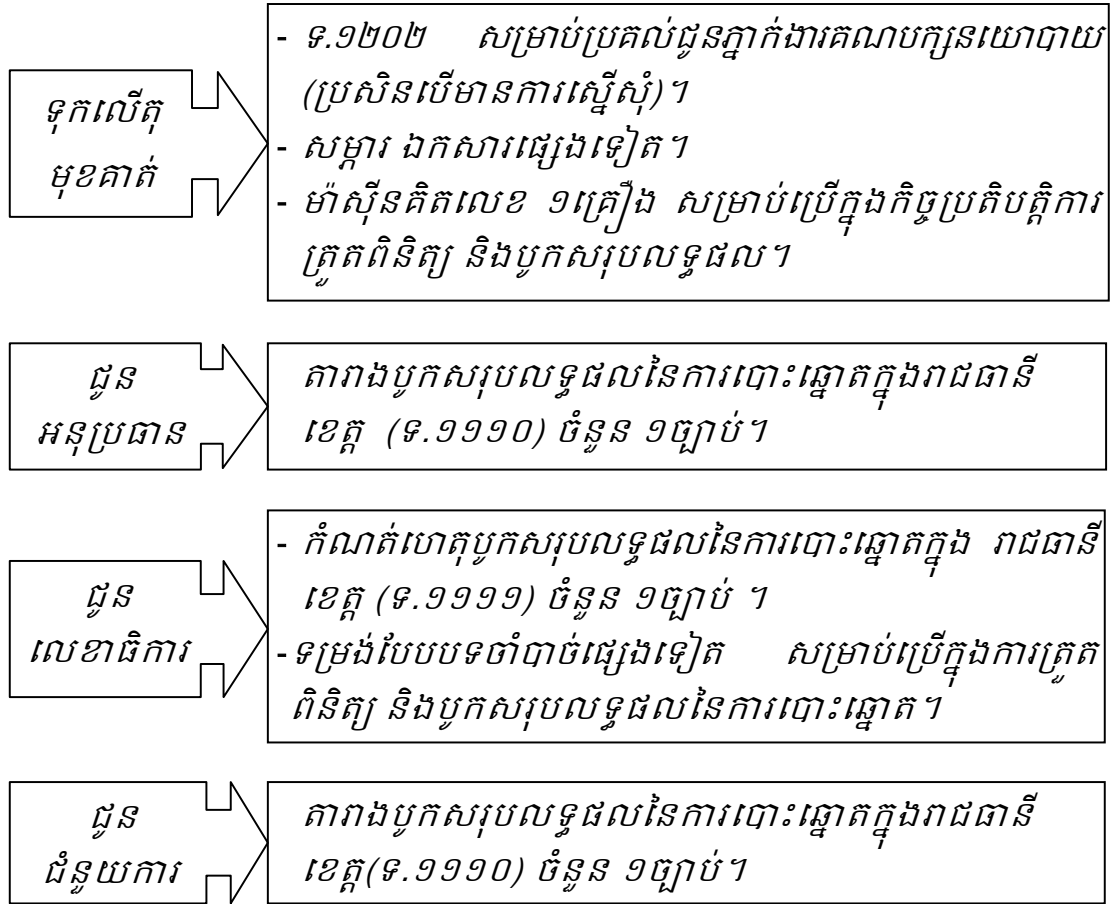 ទុកលើតុ
មុខគាត់
- ទ.១២០២ សម្រាប់ប្រគល់ជូនភ្នាក់ងារគណបក្សនយោបាយ
(ប្រសិនបើមានការស្នើសុំ)។
- សម្ភារ ឯកសារផ្សេងទៀត។
- ម៉ាស៊ីនគិតលេខ ១គ្រឿង សម្រាប់ប្រើក្នុងកិច្ចប្រតិបត្តិការ
ត្រួតពិនិត្យ និងបូកសរុបលទ្ធផល។
ជូន
អនុប្រធាន
តារាងបូកសរុបលទ្ធផលនៃការបោះឆ្នោតក្នុងរាជធានី
ខេត្ត (ទ.១១១០) ចំនួន ១ច្បាប់។
ជូន
លេខាធិការ
- កំណត់ហេតុបូកសរុបលទ្ធផលនៃការបោះឆ្នោតក្នុង រាជធានី
ខេត្ត (ទ.១១១១) ចំនួន ១ច្បាប់ ។
- ទម្រង់បែបបទចាំបាច់ផ្សេងទៀត សម្រាប់ប្រើក្នុងការត្រួត
ពិនិត្យ និងបូកសរុបលទ្ធផលនៃការបោះឆ្នោត។
ជូន
ជំនួយការ
តារាងបូកសរុបលទ្ធផលនៃការបោះឆ្នោតក្នុងរាជធានី
ខេត្ត(ទ.១១១០) ចំនួន ១ច្បាប់។